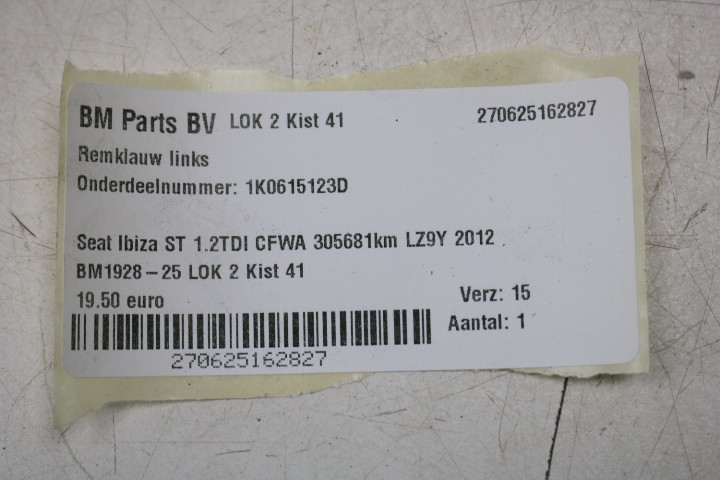 BM Parts BV LOK 2 Kist 41 270625162827
Remklauw links
Onderdeelnummer: 1K0615123D
Seat Ibiza ST 1.2TDI CFWA 305681km LZ9Y 2012
BM1928-25 LOK 2 Kist 41
19.50 euro Verz: 15
Aantal: 1
270625162827